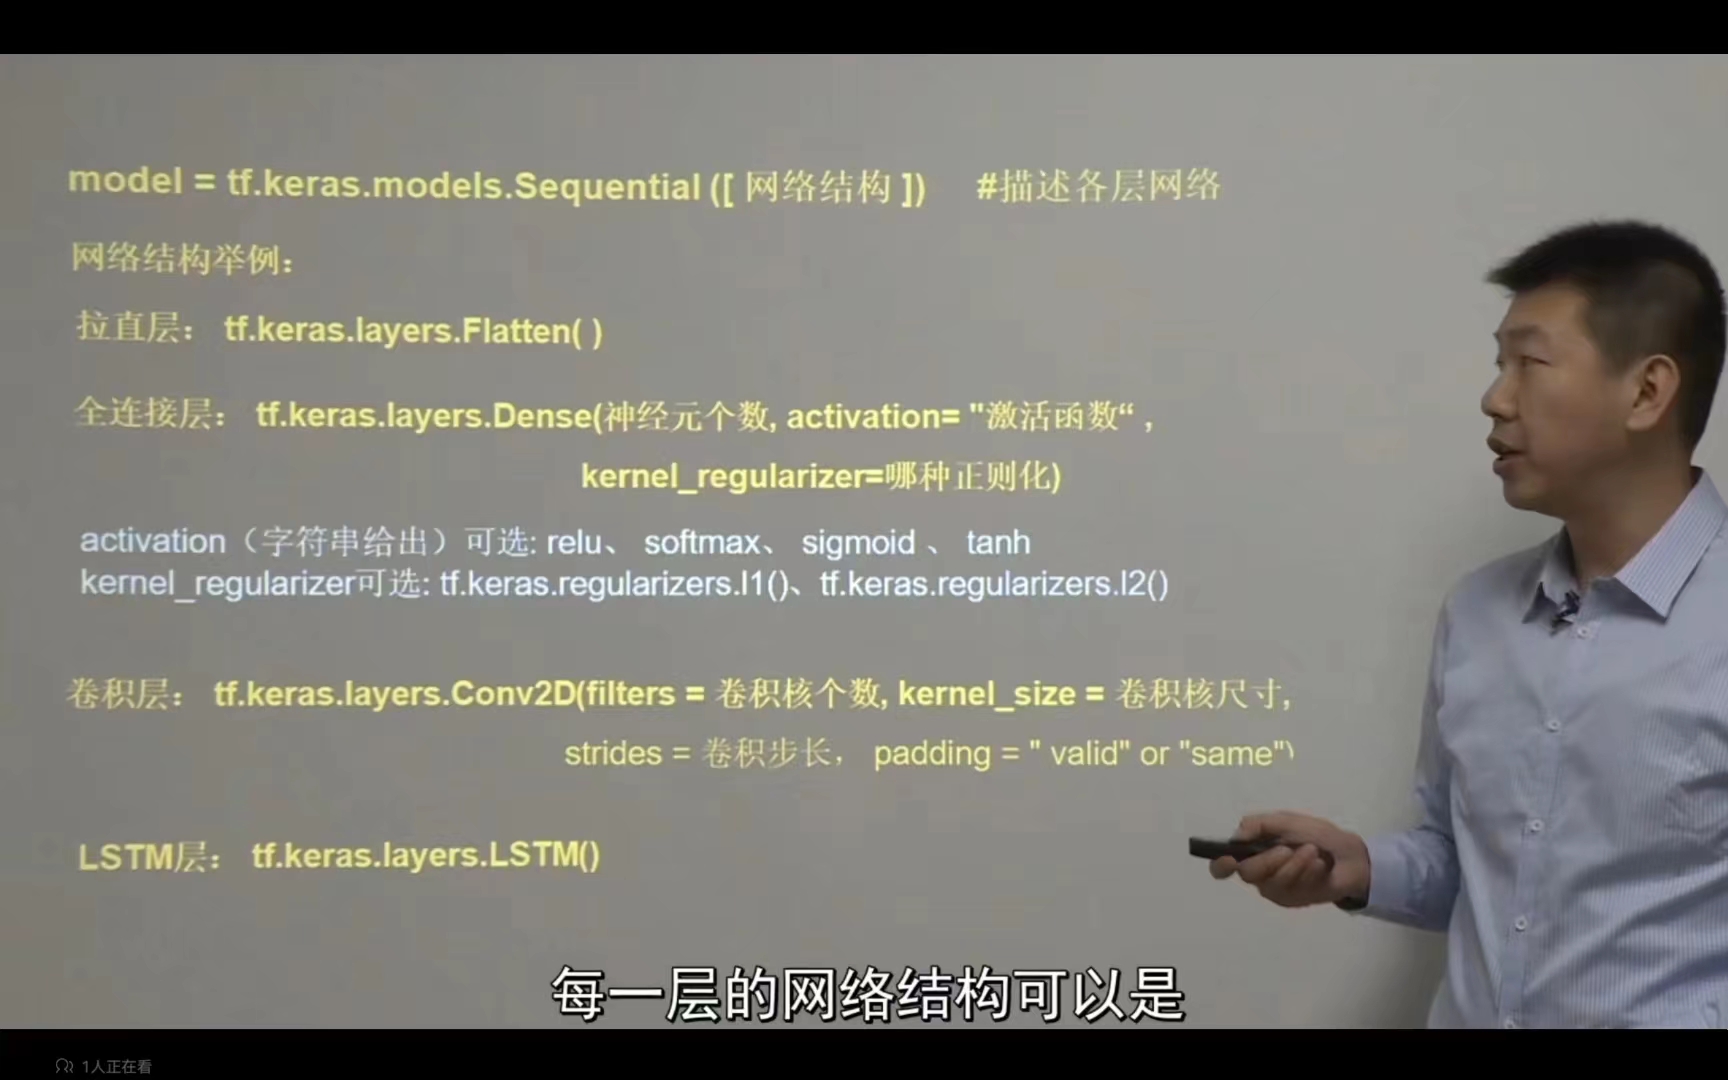 model = tf.keras.models.Sequential ([ 网络结构 ]) #描述各层网络
网络结构举例：
拉直层： tf.keras.layers.Flatten( )
全连接层： tf.keras.layers.Dense(神经元个数, activation= "激活函数“ ,
kernel_regularizer=哪种正则化)
activation（字符串给出）可选: relu、 softmax、 sigmoid 、 tanh
kernel_regularizer可选: tf.keras.regularizers.l1()、tf.keras.regularizers.l2()
卷积层： tf.keras.layers.Conv2D(filters = 卷积核个数, kernel_size = 卷积核尺寸,
strides = 卷积步长， padding = " valid" or "same")
LSTM层： tf.keras.layers.LSTM()
每一层的网络结构可以是
1人正在看